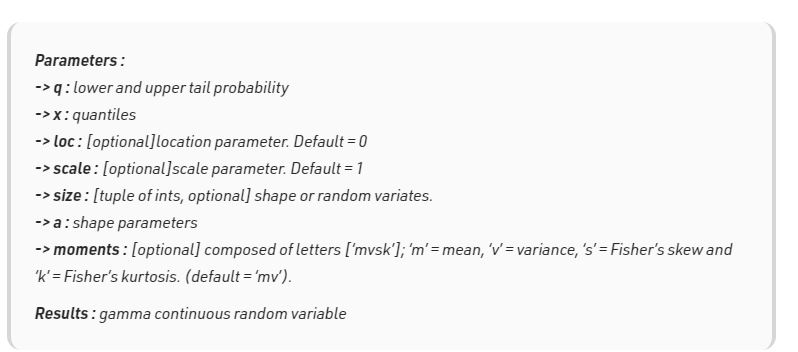 Parameters :
-> q : lower and upper tail probability
-> x : quantiles
-> loc : [optional]location parameter. Default = 0
-> scale : [optional]scale parameter. Default = 1
-> size : [tuple of ints, optional] shape or random variates.
-> a : shape parameters
-> moments : [optional] composed of letters [‘mvsk’]; ‘m’ = mean, ‘v’ = variance, ‘s’ = Fisher’s skew and
‘k’ = Fisher’s kurtosis. (default = ‘mv’).
Results : gamma continuous random variable